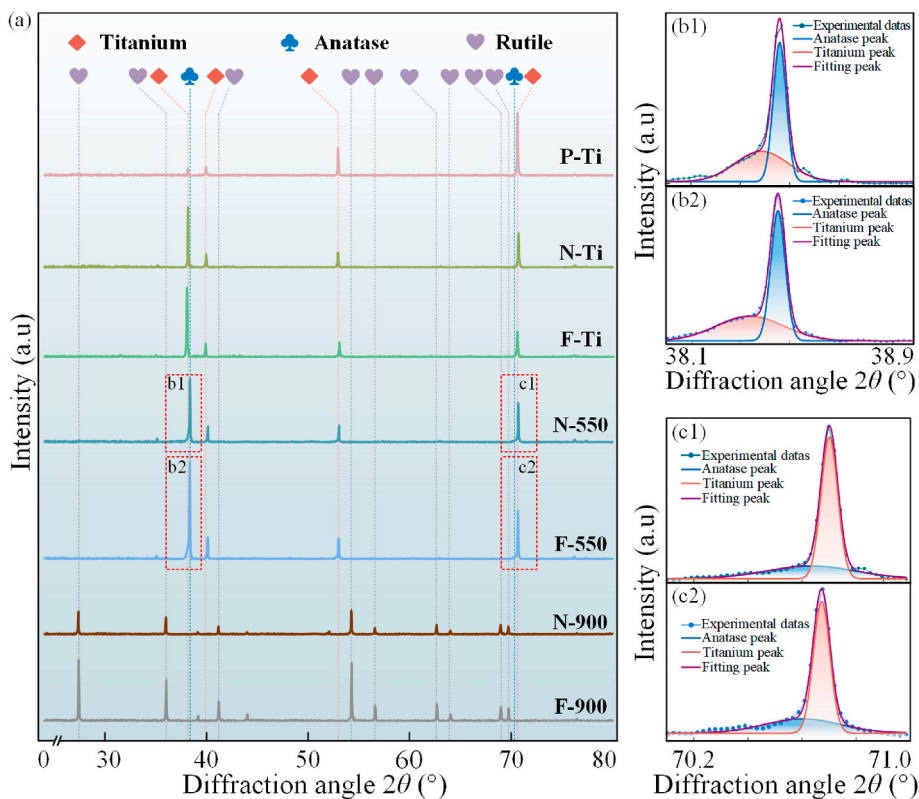 (a)
Titanium
Anatase
Rutile
P-Ti
N-Ti
F-Ti
b1
c1
N-550
b2
c2
F-550
N-900
F-900
Intensity (a.u)
0 30 40 50 60 70 80
Diffraction angle 2θ (°)
(b1)
Experimental datas
Anatase peak
Titanium peak
Fitting peak
(b2)
Experimental datas
Anatase peak
Titanium peak
Fitting peak
Intensity (a.u)
38.1 38.9
Diffraction angle 2θ (°)
(c1)
Experimental datas
Anatase peak
Titanium peak
Fitting peak
(c2)
Experimental datas
Anatase peak
Titanium peak
Fitting peak
Intensity (a.u)
70.2 71.0
Diffraction angle 2θ (°)